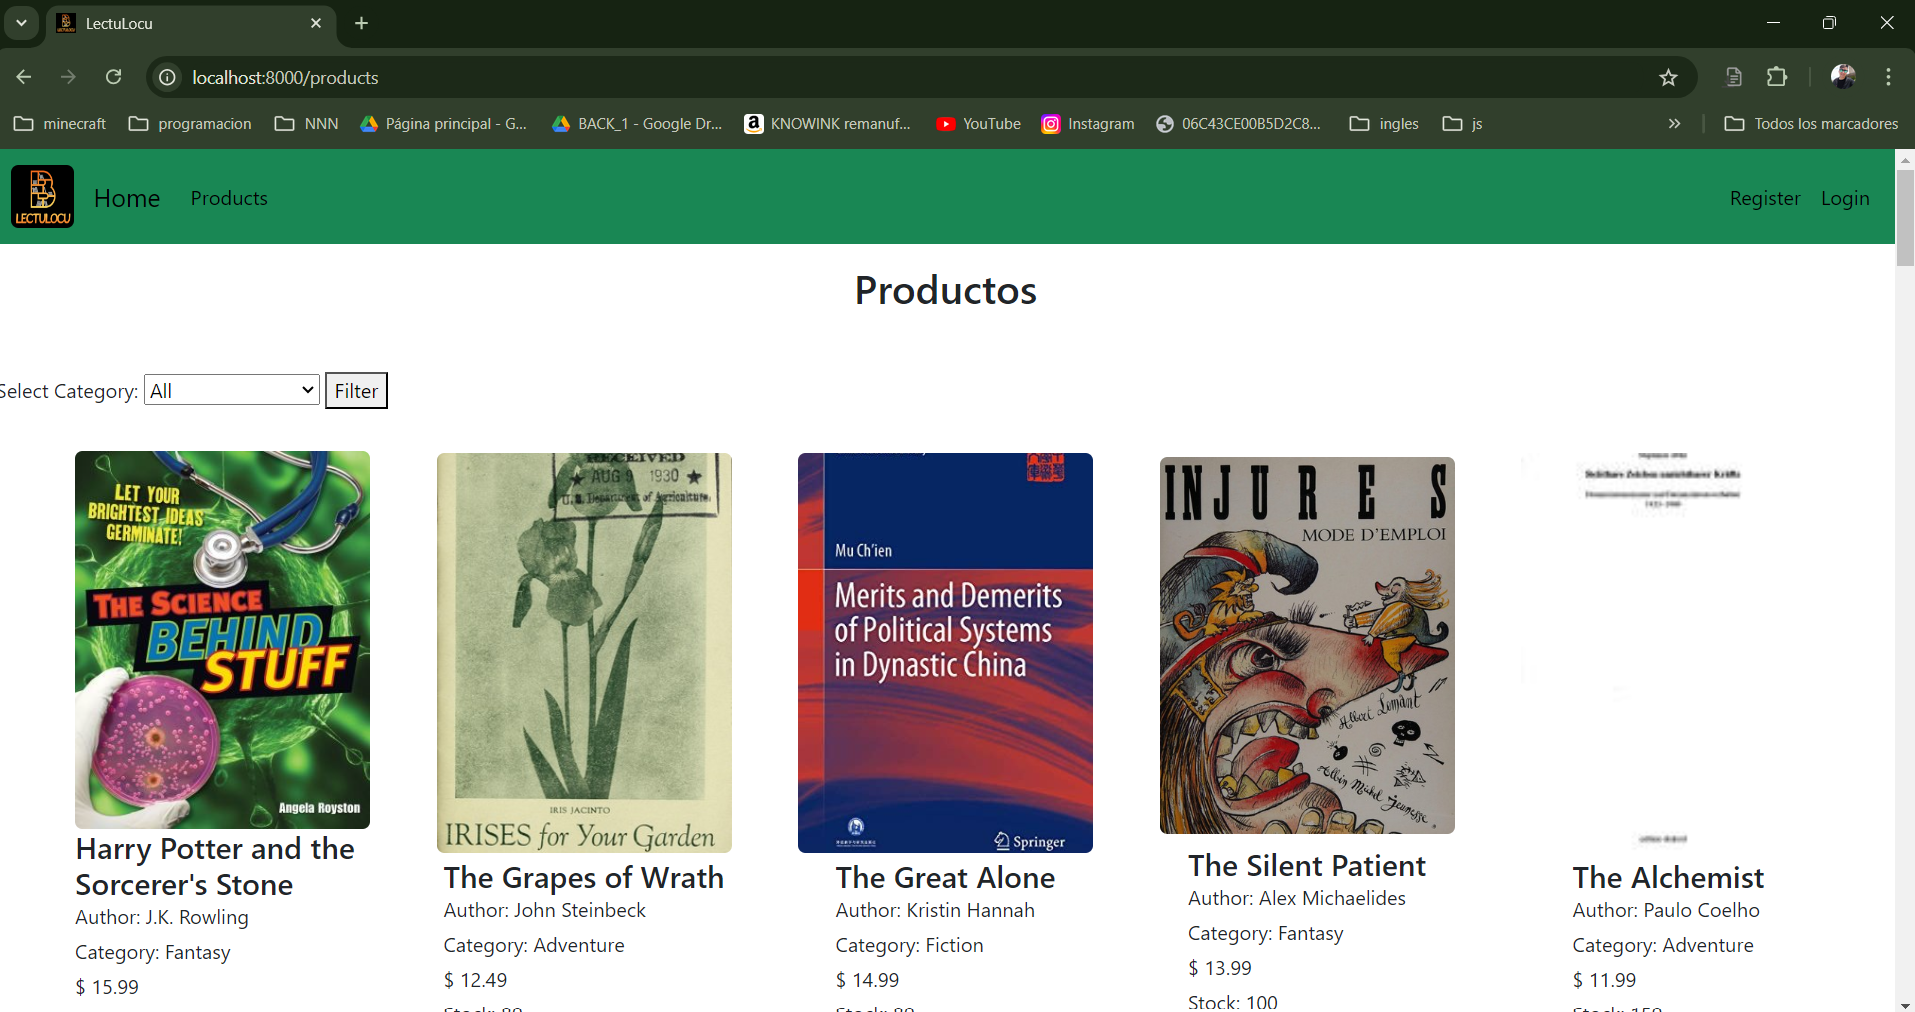 LectuLocu
localhost:8000/products
minecraft
programacion
NNN
Página principal - G...
BACK_1 - Google Dr...
KNOWINK remanuf...
YouTube
Instagram
06C43CE00B5D2C8...
ingles
js
»
Todos los marcadores
LECTULOCU
Home
Products
Register
Login
Productos
Select Category:
All
Filter
LET YOUR
BRIGHTEST IDEAS
GERMINATE!
THE SCIENCE
BEHIND
STUFF
Angela Royston
Harry Potter and the
Sorcerer's Stone
Author: J.K. Rowling
Category: Fantasy
$ 15.99
RECEIVED
★ AUG 9 1930 ★
U.S. Department of Agriculture
IRIS JACINTO
IRISES for Your Garden
The Grapes of Wrath
Author: John Steinbeck
Category: Adventure
$ 12.49
Mu Ch'ien
Merits and Demerits
of Political Systems
in Dynastic China
Springer
The Great Alone
Author: Kristin Hannah
Category: Fiction
$ 14.99
INJURES
MODE D'EMPLOI
Albert Lemant
Albin Michel Jeunesse
The Silent Patient
Author: Alex Michaelides
Category: Fantasy
$ 13.99
Stock: 100
The Alchemist
Author: Paulo Coelho
Category: Adventure
$ 11.99